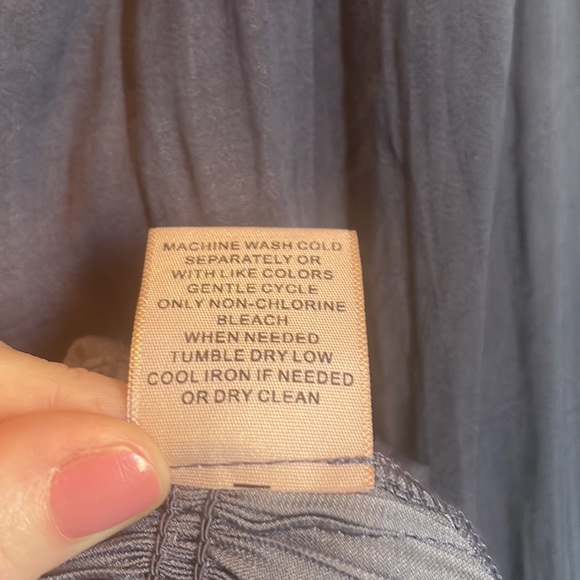 MACHINE WASH COLD
SEPARATELY OR
WITH LIKE COLORS
GENTLE CYCLE
ONLY NON-CHLORINE
BLEACH
WHEN NEEDED
TUMBLE DRY LOW
COOL IRON IF NEEDED
OR DRY CLEAN